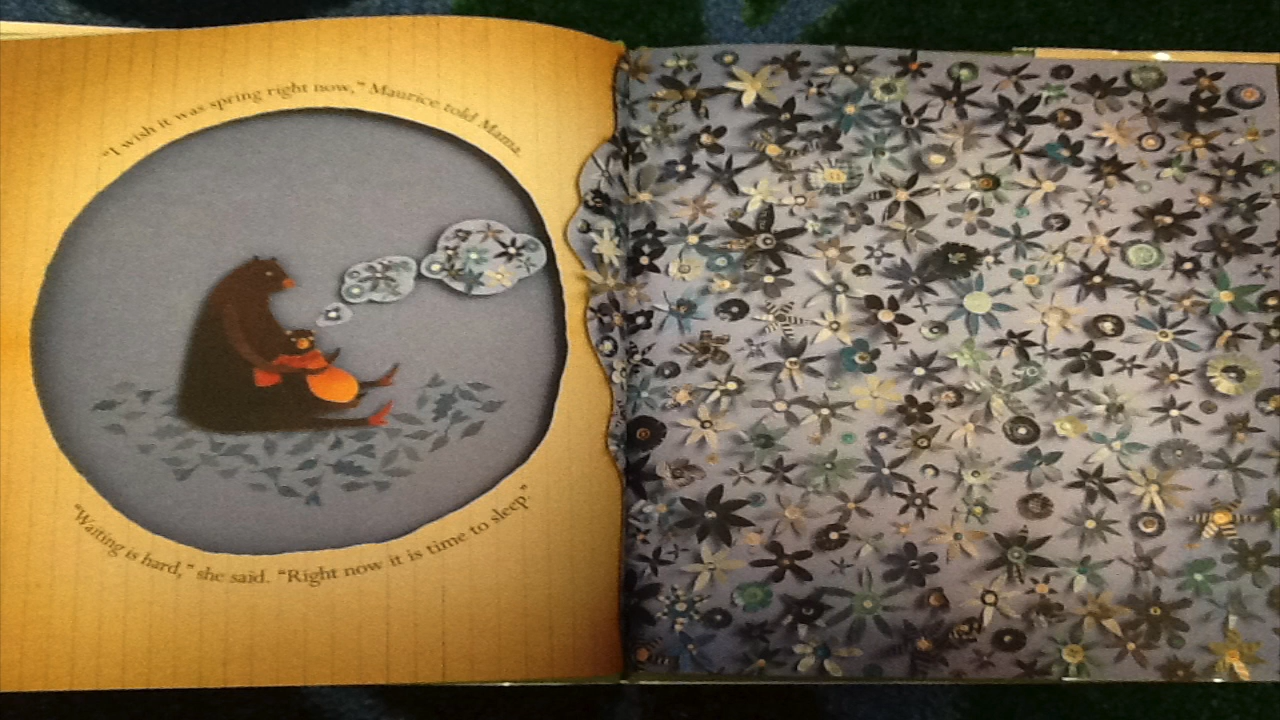 “I wish it was spring right now,” Maurice told Mama.
“Waiting is hard,” she said. “Right now it is time to sleep.”